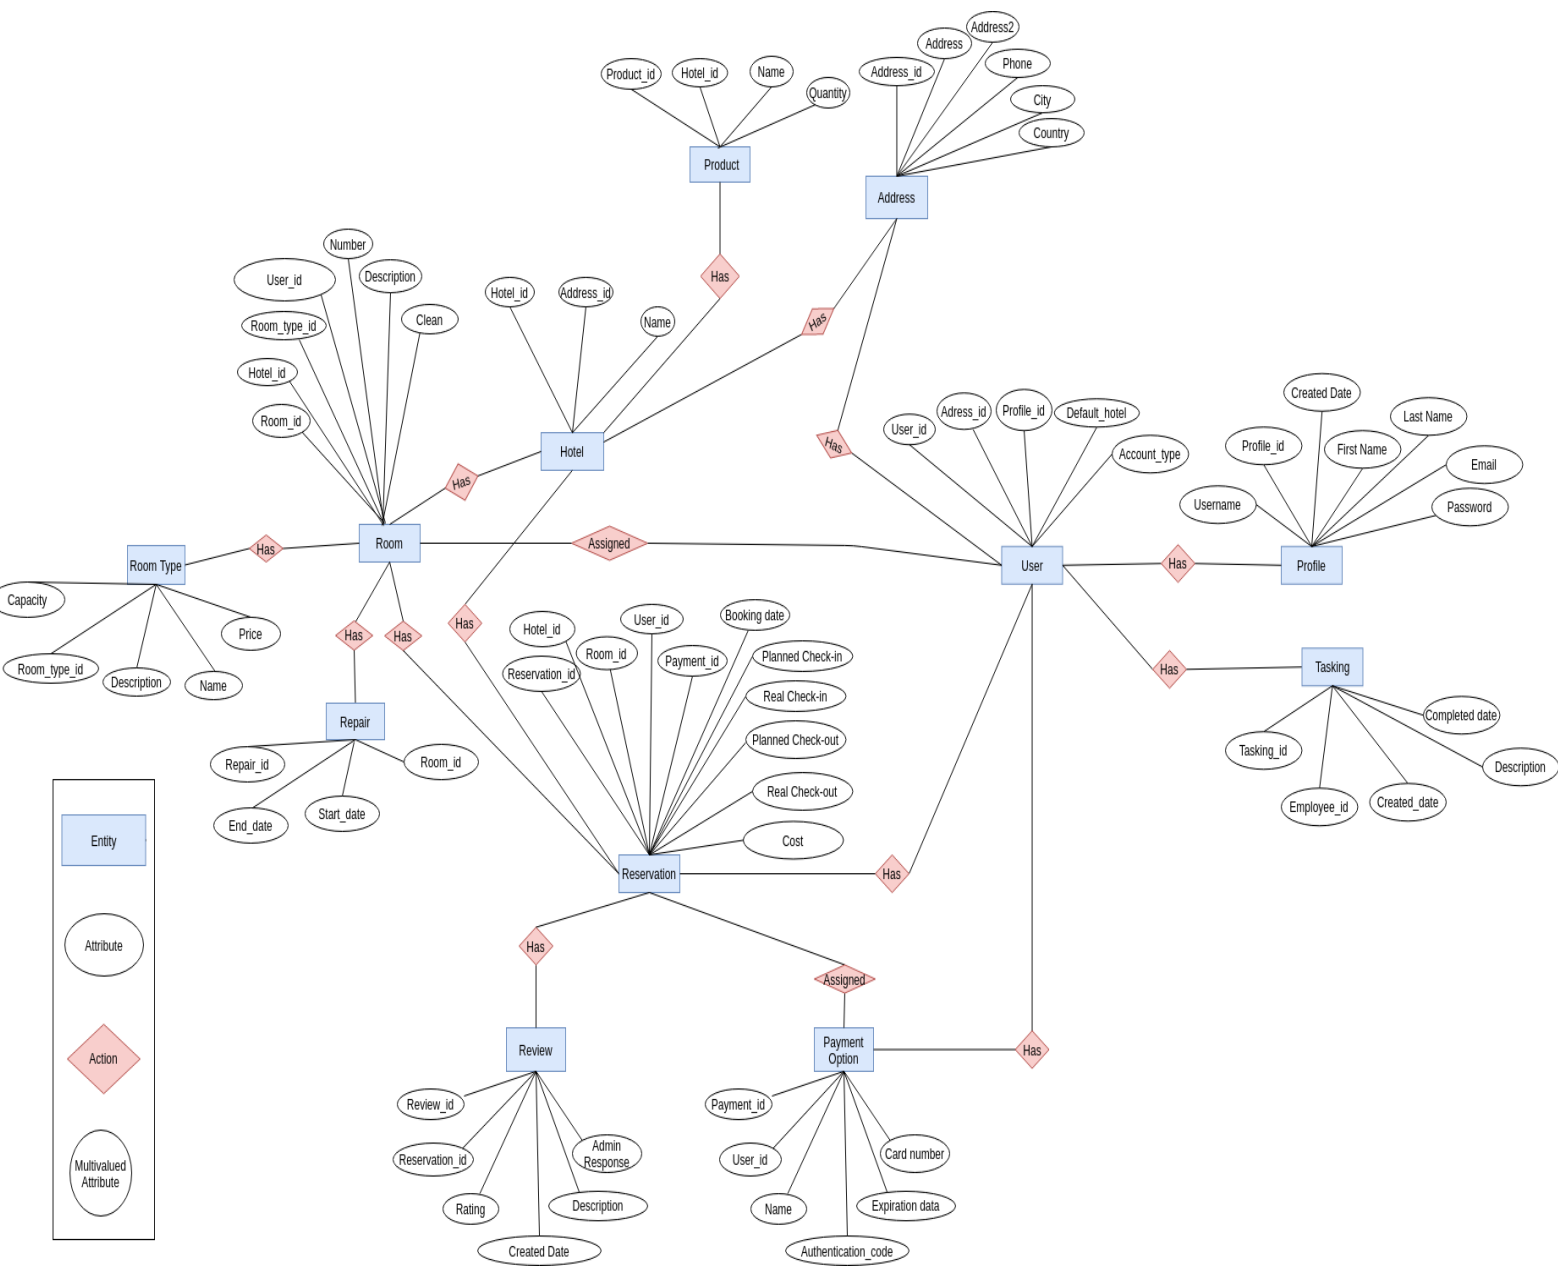 Address2
Address
Address_id
Phone
City
Country
Product_id
Hotel_id
Name
Quantity
Product
Address
Has
Number
User_id
Description
Room_type_id
Clean
Hotel_id
Room_id
Hotel_id
Address_id
Name
Has
Hotel
Has
Has
User_id
Adress_id
Profile_id
Default_hotel
Account_type
Created Date
Last Name
Profile_id
First Name
Email
Username
Password
Room Type
Has
Room
Assigned
User
Has
Profile
Capacity
Room_type_id
Description
Name
Price
Has
Has
Has
Hotel_id
Reservation_id
Room_id
User_id
Payment_id
Booking date
Planned Check-in
Real Check-in
Planned Check-out
Real Check-out
Cost
Has
Tasking
Tasking_id
Employee_id
Created_date
Completed date
Description
Repair
Repair_id
End_date
Start_date
Room_id
Reservation
Has
Has
Assigned
Review
Payment
Option
Has
Review_id
Reservation_id
Rating
Created Date
Description
Admin
Response
Payment_id
User_id
Name
Authentication_code
Expiration data
Card number
Entity
Attribute
Action
Multivalued
Attribute